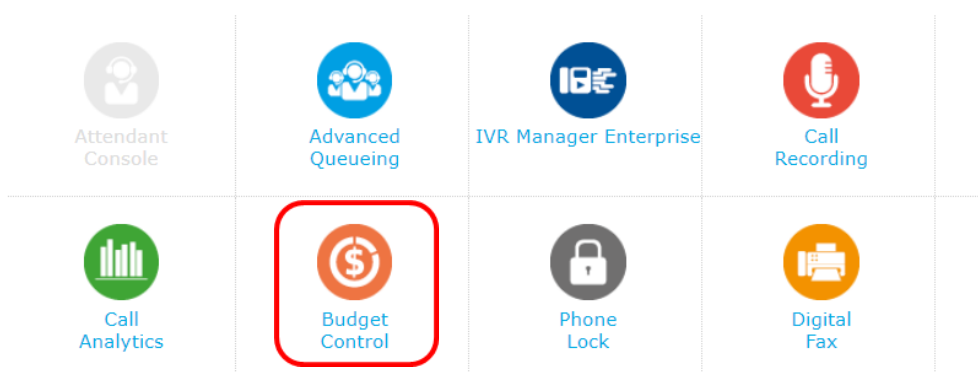 Attendant
Console
Advanced
Queueing
IVR Manager Enterprise
Call
Recording
Call
Analytics
$
Budget
Control
Phone
Lock
Digital
Fax